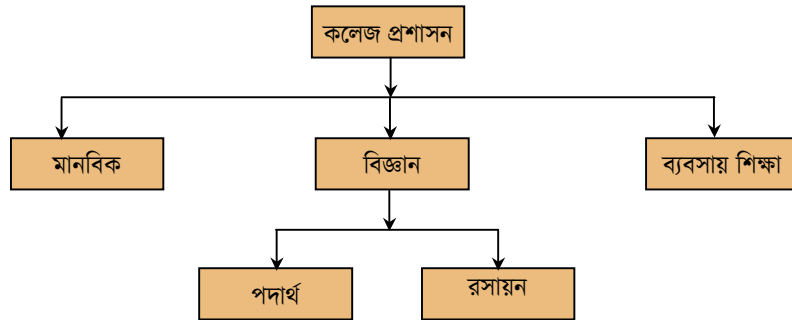 কলেজ প্রশাসন
মানবিক
বিজ্ঞান
ব্যবসায় শিক্ষা
পদার্থ
রসায়ন